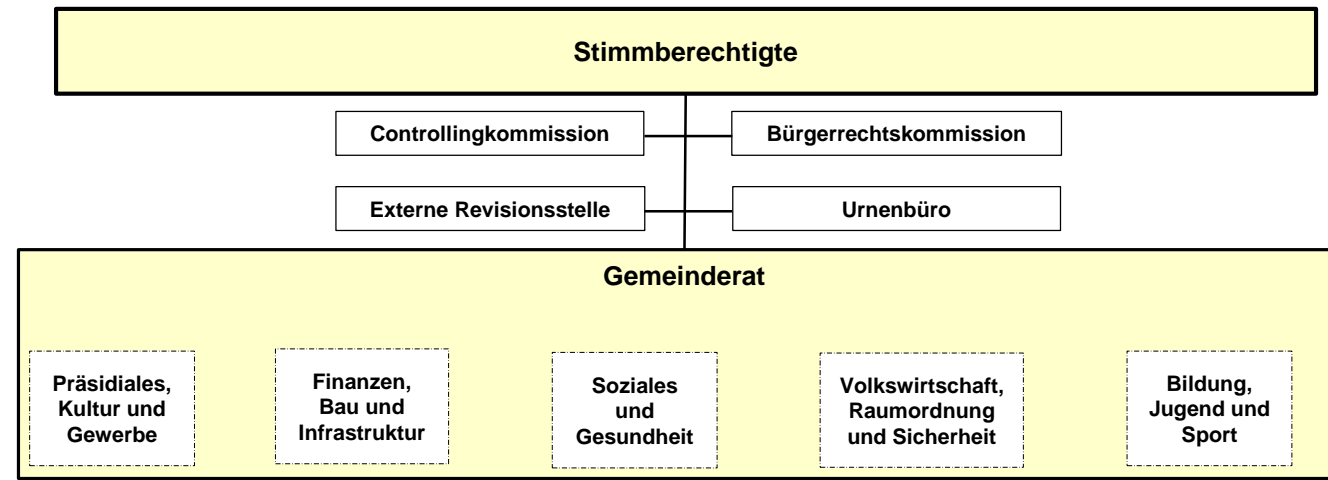 Stimmberechtigte
Controllingkommission
Bürgerrechtskommission
Externe Revisionsstelle
Urnenbüro
Gemeinderat
Präsidiales,
Kultur und
Gewerbe
Finanzen,
Bau und
Infrastruktur
Soziales
und
Gesundheit
Volkswirtschaft,
Raumordnung
und Sicherheit
Bildung,
Jugend und
Sport